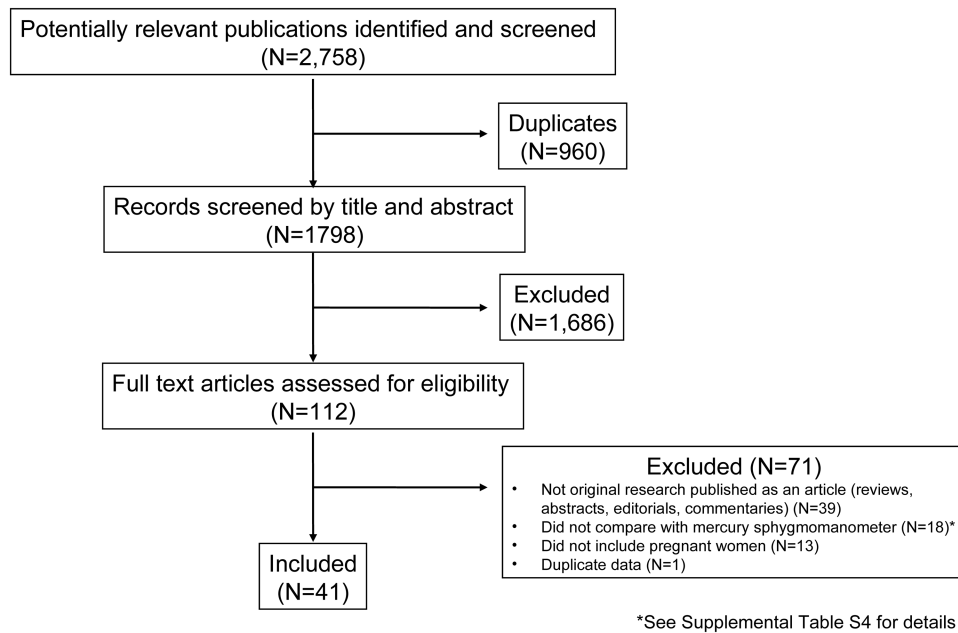 Potentially relevant publications identified and screened
(N=2,758)
Duplicates
(N=960)
Records screened by title and abstract
(N=1798)
Excluded
(N=1,686)
Full text articles assessed for eligibility
(N=112)
Excluded (N=71)
• Not original research published as an article (reviews,
abstracts, editorials, commentaries) (N=39)
• Did not compare with mercury sphygmomanometer (N=18)*
• Did not include pregnant women (N=13)
• Duplicate data (N=1)
Included
(N=41)
*See Supplemental Table S4 for details